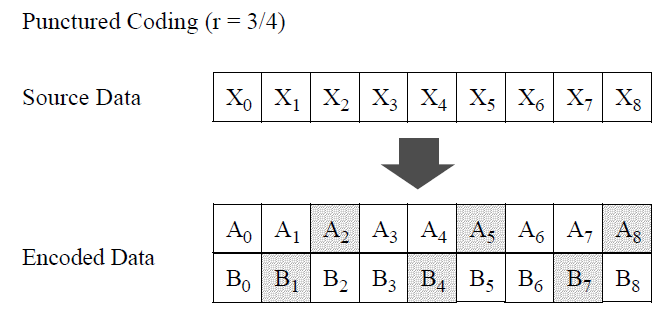 Punctured Coding (r = 3/4)
Source Data X₀ X₁ X₂ X₃ X₄ X₅ X₆ X₇ X₈
A₀ A₁ A₂ A₃ A₄ A₅ A₆ A₇ A₈
Encoded Data
B₀ B₁ B₂ B₃ B₄ B₅ B₆ B₇ B₈